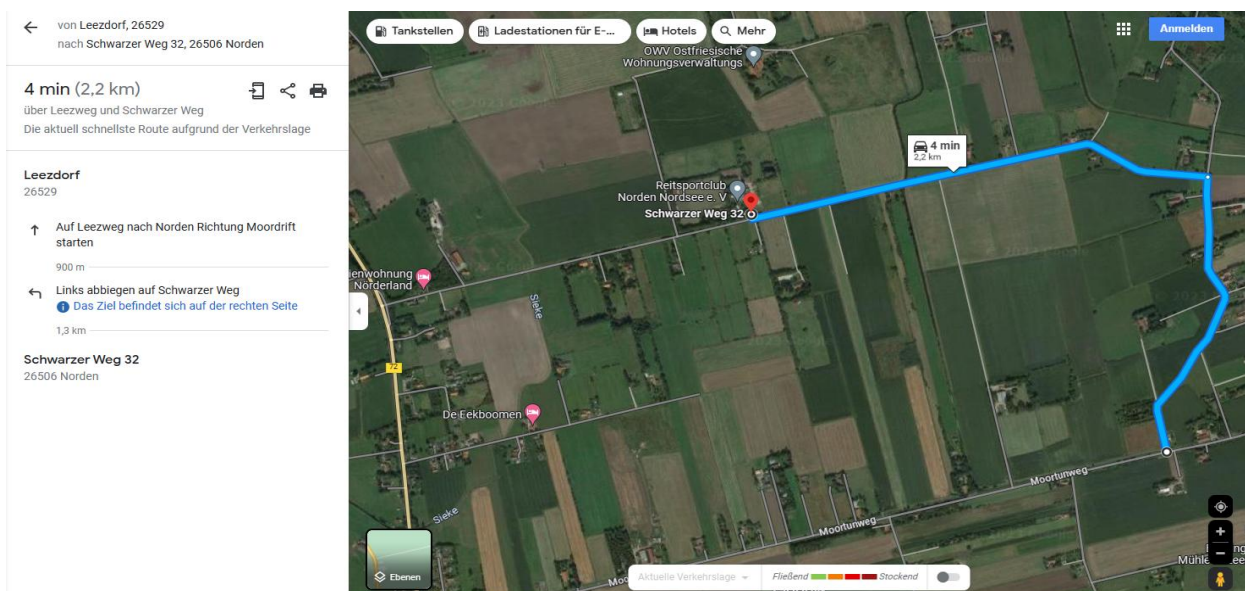 von Leezdorf, 26529
nach Schwarzer Weg 32, 26506 Norden
4 min (2,2 km)
über Leezweg und Schwarzer Weg
Die aktuell schnellste Route aufgrund der Verkehrslage
Leezdorf
26529
Auf Leezweg nach Norden Richtung Moordrift
starten
900 m
Links abbiegen auf Schwarzer Weg
Das Ziel befindet sich auf der rechten Seite
1,3 km
Schwarzer Weg 32
26506 Norden
Tankstellen
Ladestationen für E-...
Hotels
Mehr
Anmelden
OWV Ostfriesische
Wohnungsverwaltungs
4 min
2,2 km
Reitsportclub
Norden Nordsee e. V
Schwarzer Weg 32
ienwohnung
Norderland
Sieke
72
De Eekboomen
Moortunweg
Moortunweg
Sieke
Ebenen
Aktuelle Verkehrslage
Fließend
Stockend